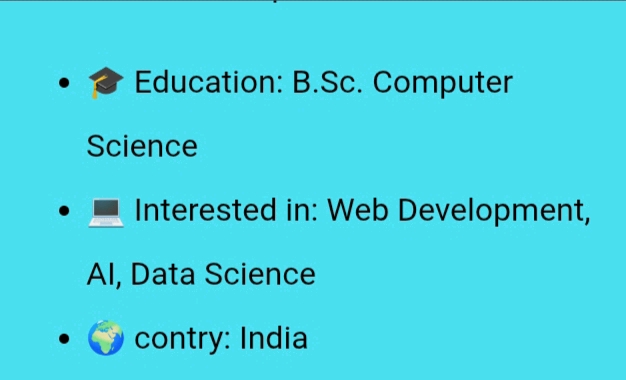 • 🎓 Education: B.Sc. Computer
Science
• 💻 Interested in: Web Development,
AI, Data Science
• 🌍 contry: India